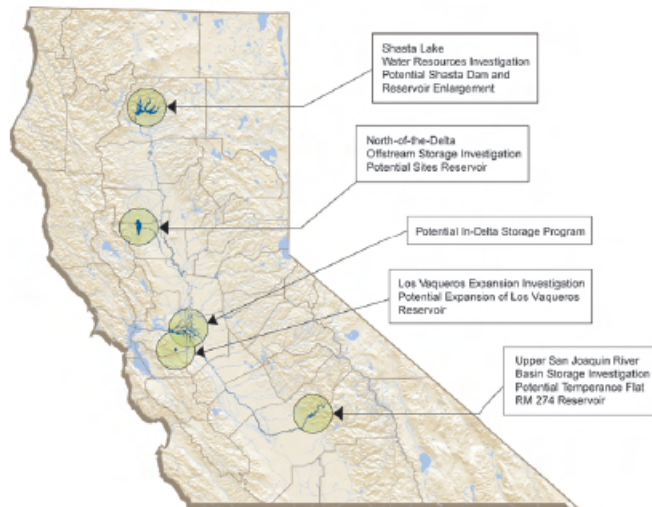 Shasta Lake
Water Resources Investigation
Potential Shasta Dam and
Reservoir Enlargement
North-of-the-Delta
Offstream Storage Investigation
Potential Sites Reservoir
Potential In-Delta Storage Program
Los Vaqueros Expansion Investigation
Potential Expansion of Los Vaqueros
Reservoir
Upper San Joaquin River
Basin Storage Investigation
Potential Temperance Flat
RM 274 Reservoir